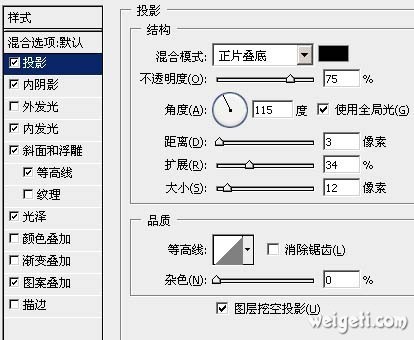 样式
混合选项:默认
投影
内阴影
外发光
内发光
斜面和浮雕
等高线
纹理
光泽
颜色叠加
渐变叠加
图案叠加
描边
投影
结构
混合模式: 正片叠底
不透明度(O): 75 %
角度(A): 115 度 使用全局光(G)
距离(D): 3 像素
扩展(R): 34 %
大小(S): 12 像素
品质
等高线: 消除锯齿(L)
杂色(N): 0 %
图层挖空投影(U)
weigeti.com